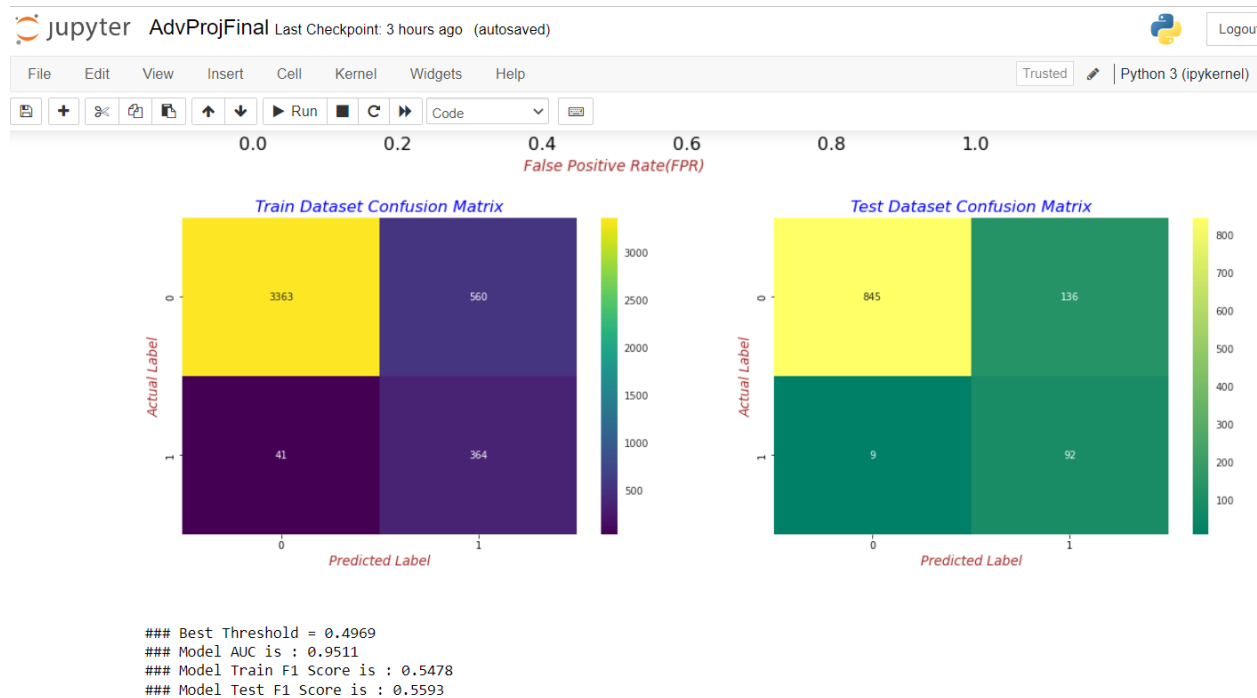 jupyter AdvProjFinal Last Checkpoint: 3 hours ago (autosaved)
Logout
File Edit View Insert Cell Kernel Widgets Help
Trusted Python 3 (ipykernel)
Run Code
0.0 0.2 0.4 0.6 0.8 1.0
False Positive Rate(FPR)
Train Dataset Confusion Matrix
3363 560
41 364
0
1
Actual Label
0 1
Predicted Label
3000
2500
2000
1500
1000
500
Test Dataset Confusion Matrix
845 136
9 92
0
1
Actual Label
0 1
Predicted Label
800
700
600
500
400
300
200
100
### Best Threshold = 0.4969
### Model AUC is : 0.9511
### Model Train F1 Score is : 0.5478
### Model Test F1 Score is : 0.5593